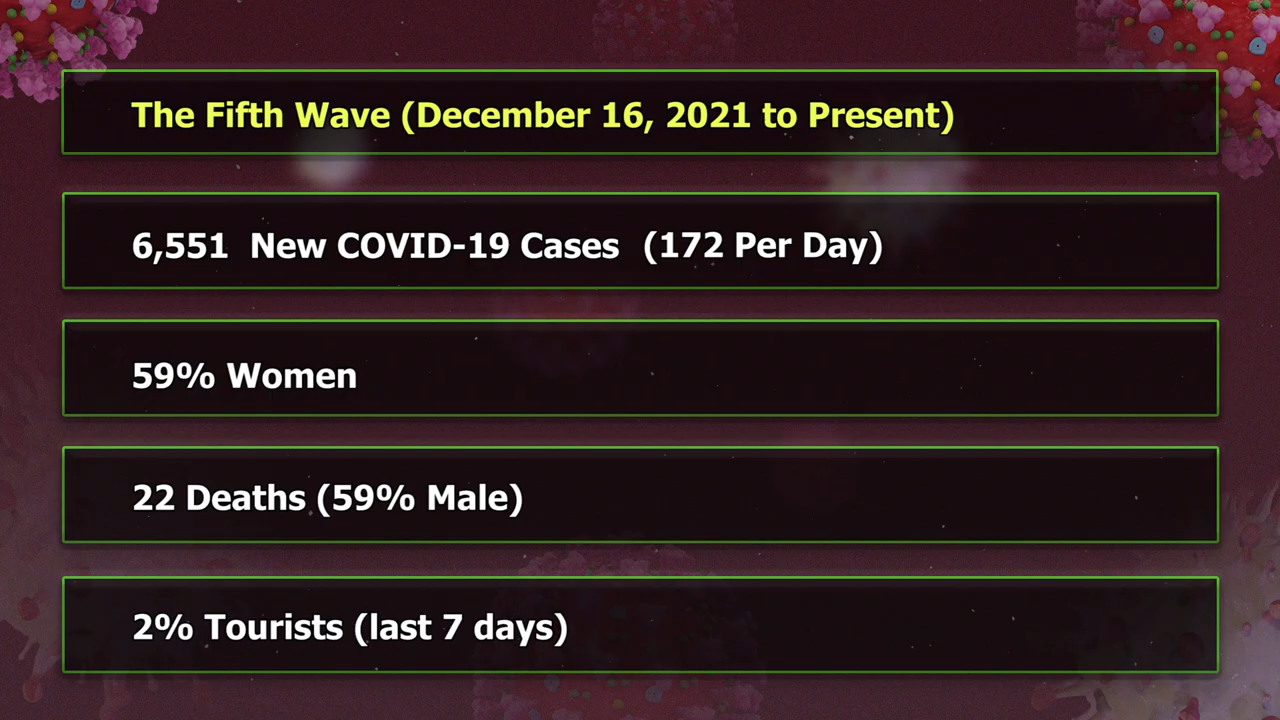 The Fifth Wave (December 16, 2021 to Present)
6,551 New COVID-19 Cases (172 Per Day)
59% Women
22 Deaths (59% Male)
2% Tourists (last 7 days)